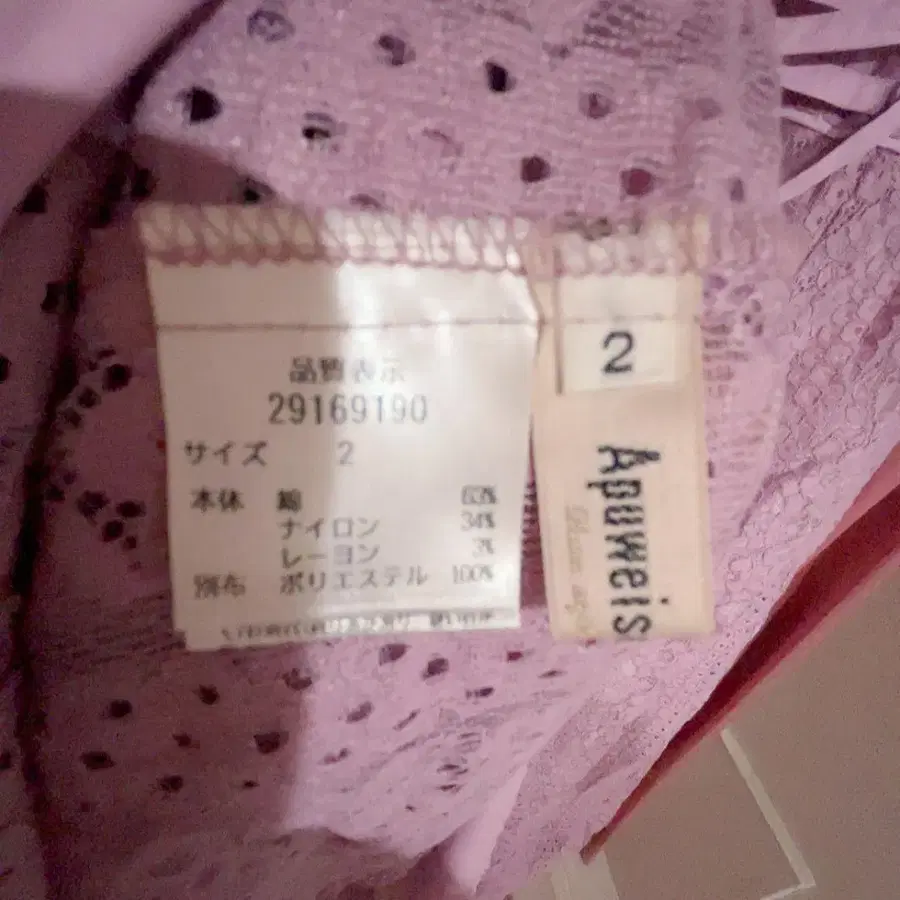 品質表示
29169190
サイズ 2
本体 綿 63%
ナイロン 34%
レーヨン 3%
別布 ポリエステル 100%
2
Apuweis